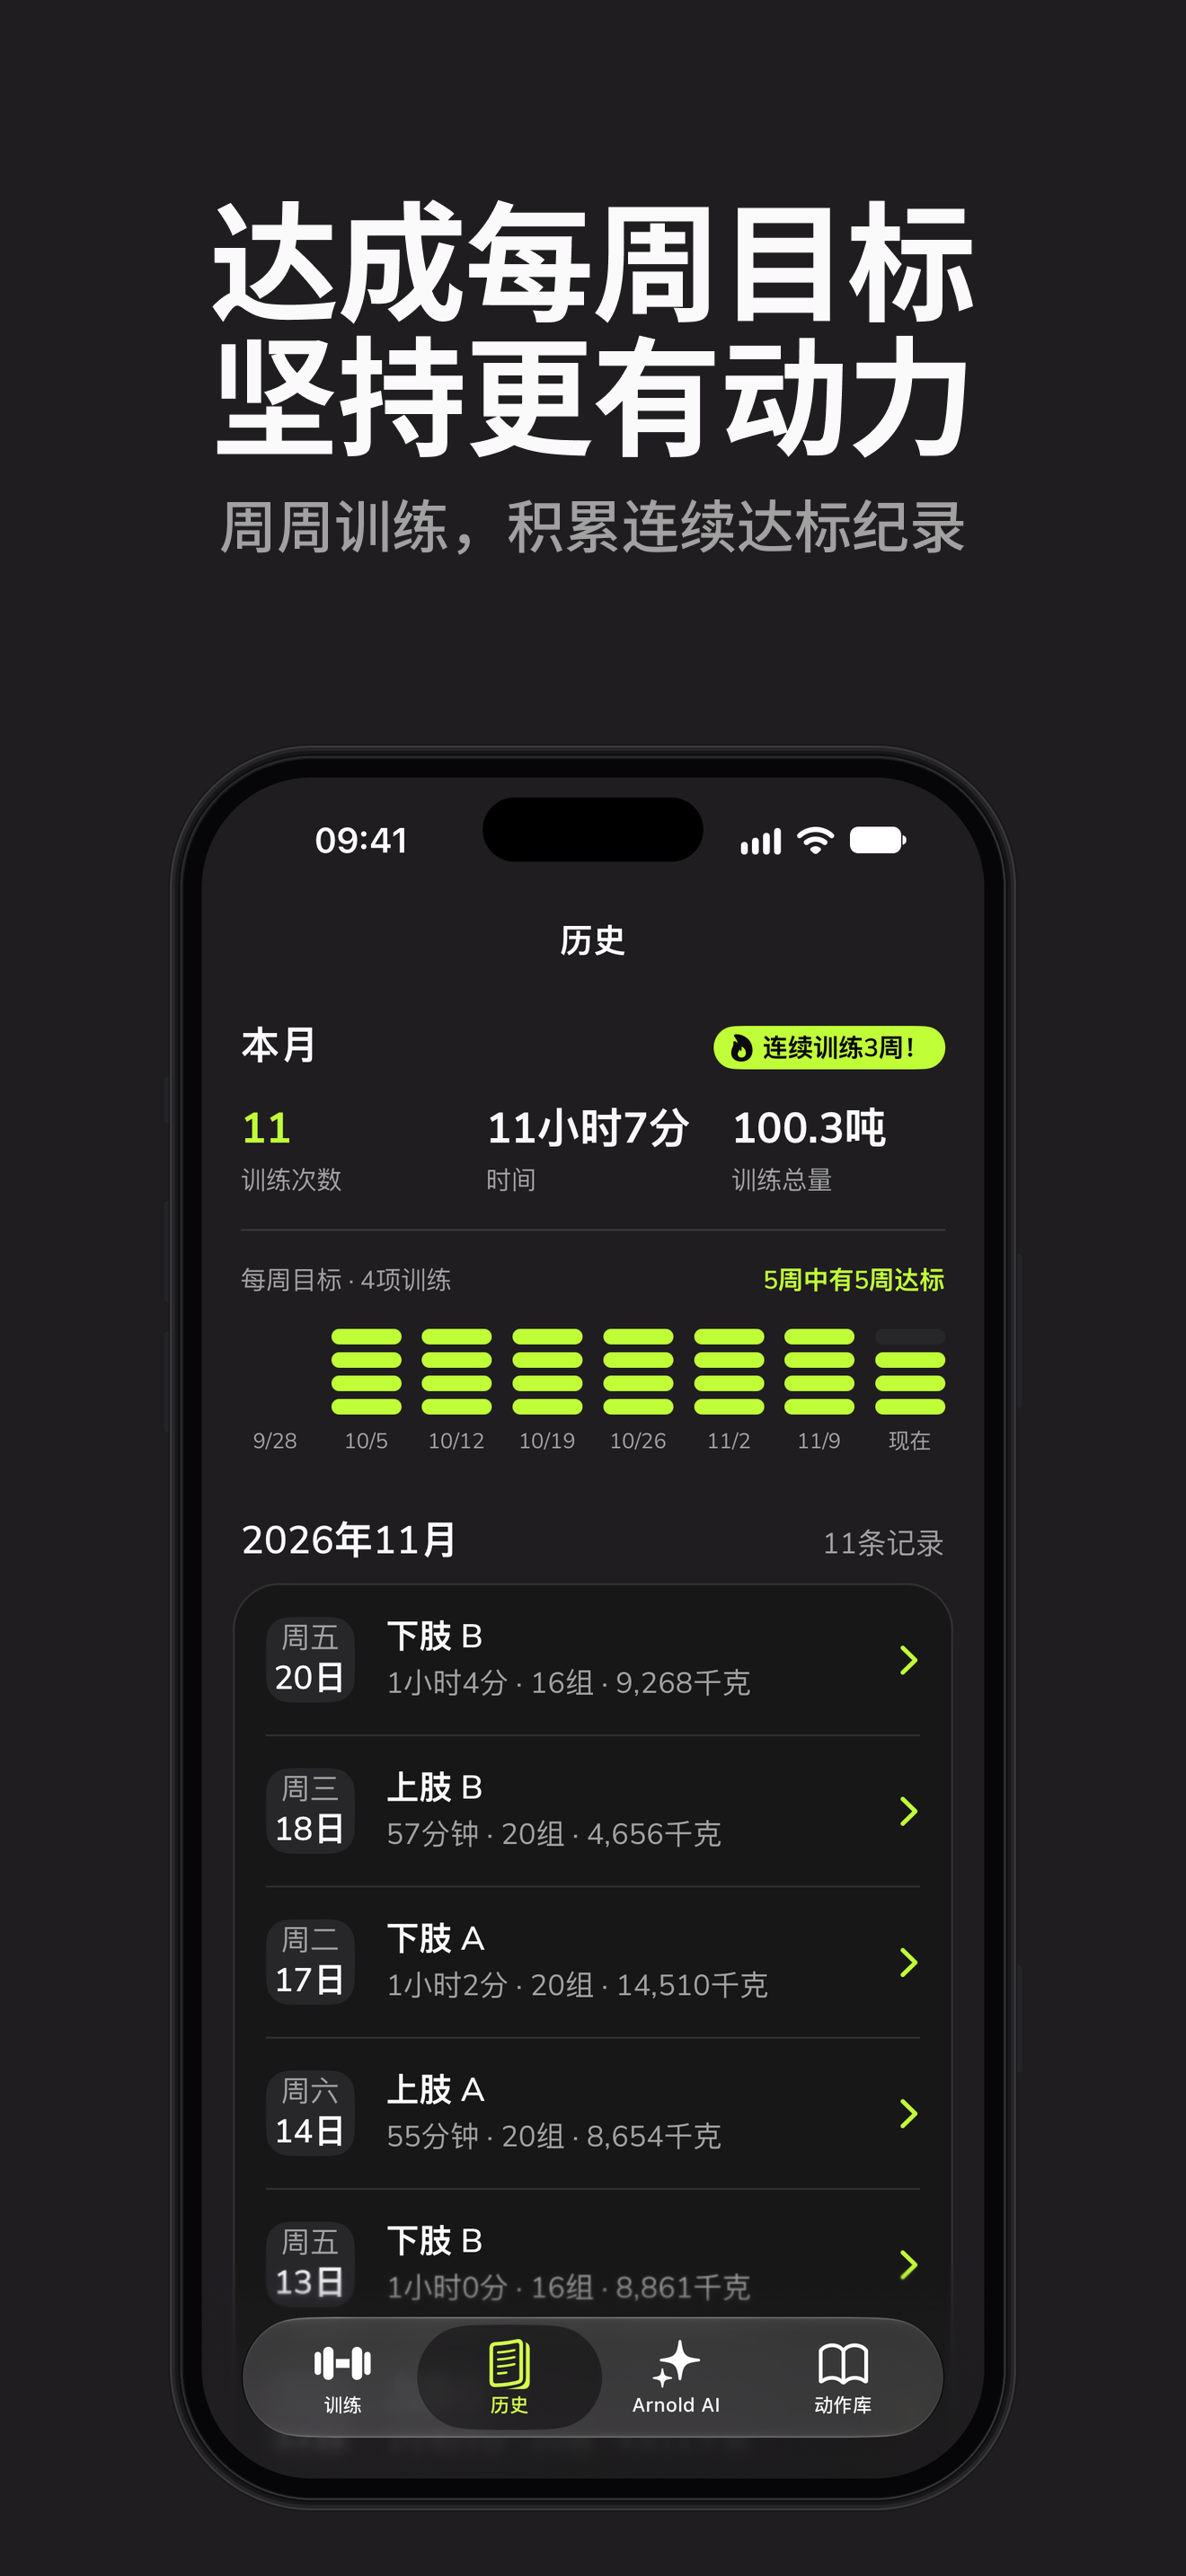 达成每周目标
坚持更有动力
周周训练，积累连续达标纪录
09:41
历史
本月
连续训练3周！
11
11小时7分
100.3吨
训练次数
时间
训练总量
每周目标 · 4项训练
5周中有5周达标
9/28
10/5
10/12
10/19
10/26
11/2
11/9
现在
2026年11月
11条记录
周五
20日
下肢 B
1小时4分 · 16组 · 9,268千克
周三
18日
上肢 B
57分钟 · 20组 · 4,656千克
周二
17日
下肢 A
1小时2分 · 20组 · 14,510千克
周六
14日
上肢 A
55分钟 · 20组 · 8,654千克
周五
13日
下肢 B
1小时0分 · 16组 · 8,861千克
训练
历史
Arnold AI
动作库